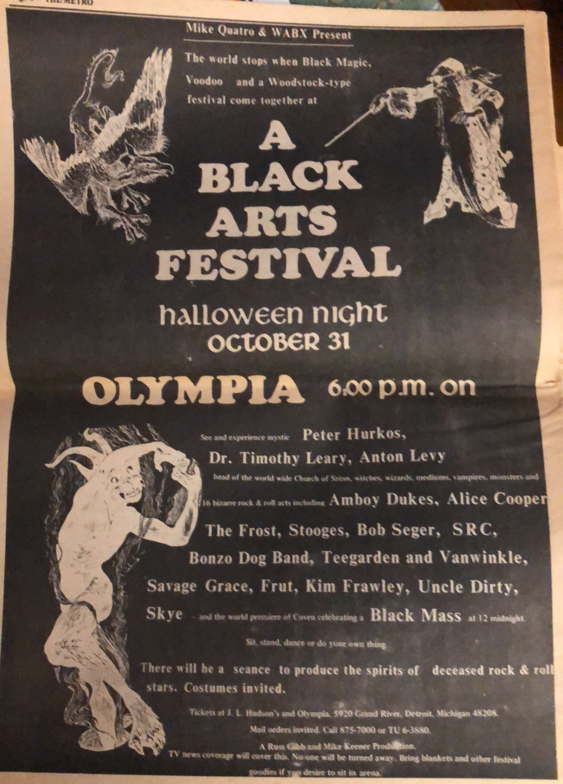 THE METRO
Mike Quatro & WABX Present
The world stops when Black Magic,
Voodoo and a Woodstock-type
festival come together at
A
BLACK
ARTS
FESTIVAL
halloween night
OCTOBER 31
OLYMPIA 6:00 p.m. on
See and experience mystic Peter Hurkos,
Dr. Timothy Leary, Anton Levy
head of the world wide Church of Satan, witches, wizards, mediums, vampires, monsters and
16 bizarre rock & roll acts including Amboy Dukes, Alice Cooper
The Frost, Stooges, Bob Seger, SRC,
Bonzo Dog Band, Teegarden and Vanwinkle,
Savage Grace, Frut, Kim Frawley, Uncle Dirty,
Skye – and the world premiere of Coven celebrating a Black Mass at 12 midnight.
Sit, stand, dance or do your own thing.
There will be a seance to produce the spirits of deceased rock & roll
stars. Costumes invited.
Tickets at J. L. Hudson's and Olympia. 5920 Grand River, Detroit, Michigan 48208.
Mail orders invited. Call 875-7000 or TU 6-3880.
A Russ Gibb and Mike Keener Production.
TV news coverage will cover this. No one will be turned away. Bring blankets and other festival
goodies if you desire to sit in arena.